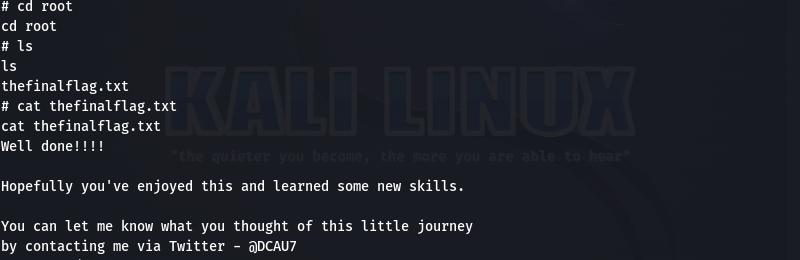 # cd root
cd root
# ls
ls
thefinalflag.txt
# cat thefinalflag.txt
cat thefinalflag.txt
Well done!!!!
KALI LINUX
"the quieter you become, the more you are able to hear"
Hopefully you've enjoyed this and learned some new skills.
You can let me know what you thought of this little journey
by contacting me via Twitter - @DCAU7